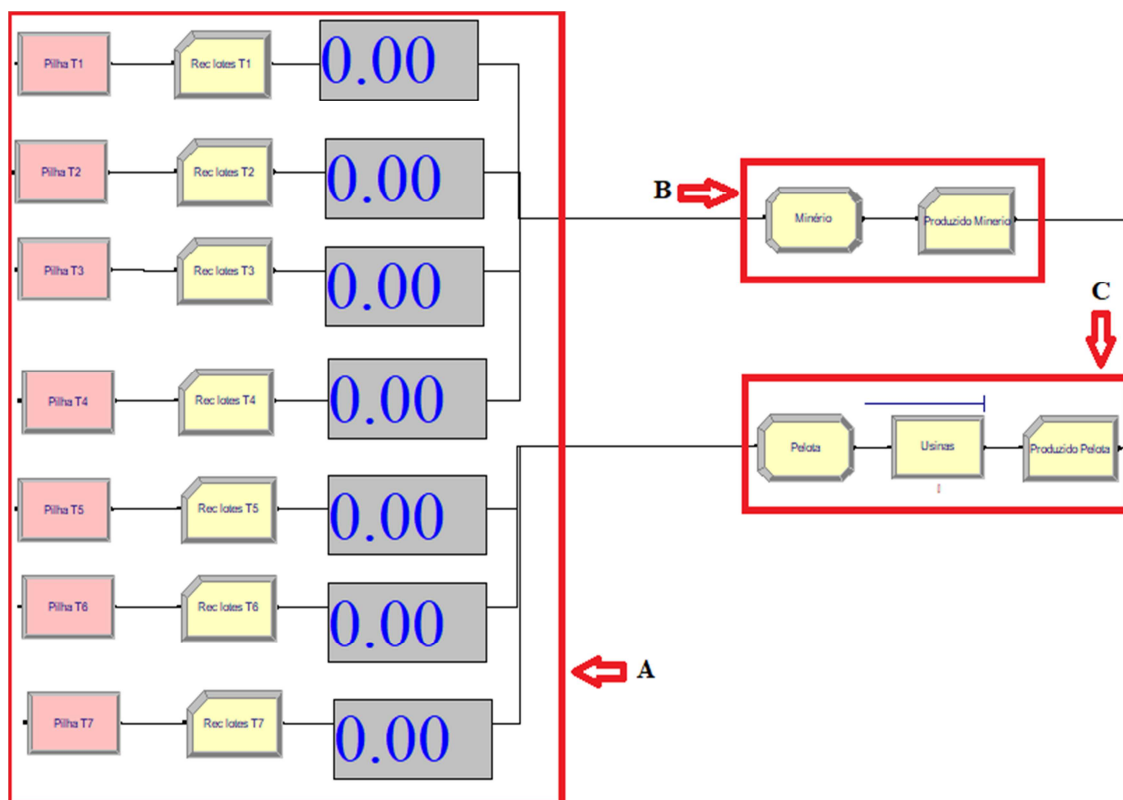 Pilha T1
Rec lotes T1
0.00
Pilha T2
Rec lotes T2
0.00
Pilha T3
Rec lotes T3
0.00
Pilha T4
Rec lotes T4
0.00
Pilha T5
Rec lotes T5
0.00
Pilha T6
Rec lotes T6
0.00
Pilha T7
Rec lotes T7
0.00
A
B
Minério
Produzido Minerio
C
Pelota
Usinas
Produzido Pelota